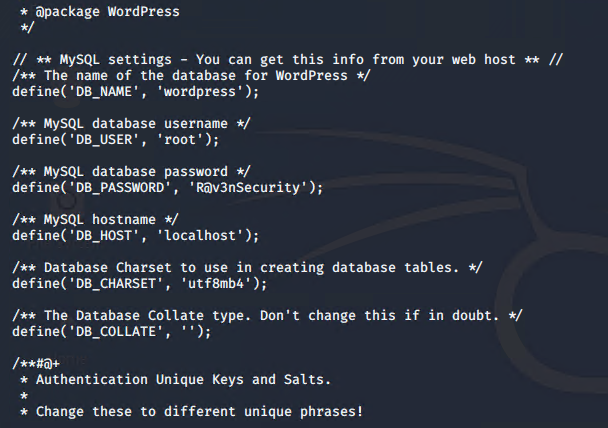 * @package WordPress
 */
// ** MySQL settings - You can get this info from your web host ** //
/** The name of the database for WordPress */
define('DB_NAME', 'wordpress');
/** MySQL database username */
define('DB_USER', 'root');
/** MySQL database password */
define('DB_PASSWORD', 'R@v3nSecurity');
/** MySQL hostname */
define('DB_HOST', 'localhost');
/** Database Charset to use in creating database tables. */
define('DB_CHARSET', 'utf8mb4');
/** The Database Collate type. Don't change this if in doubt. */
define('DB_COLLATE', '');
/**#@+
 * Authentication Unique Keys and Salts.
 *
 * Change these to different unique phrases!